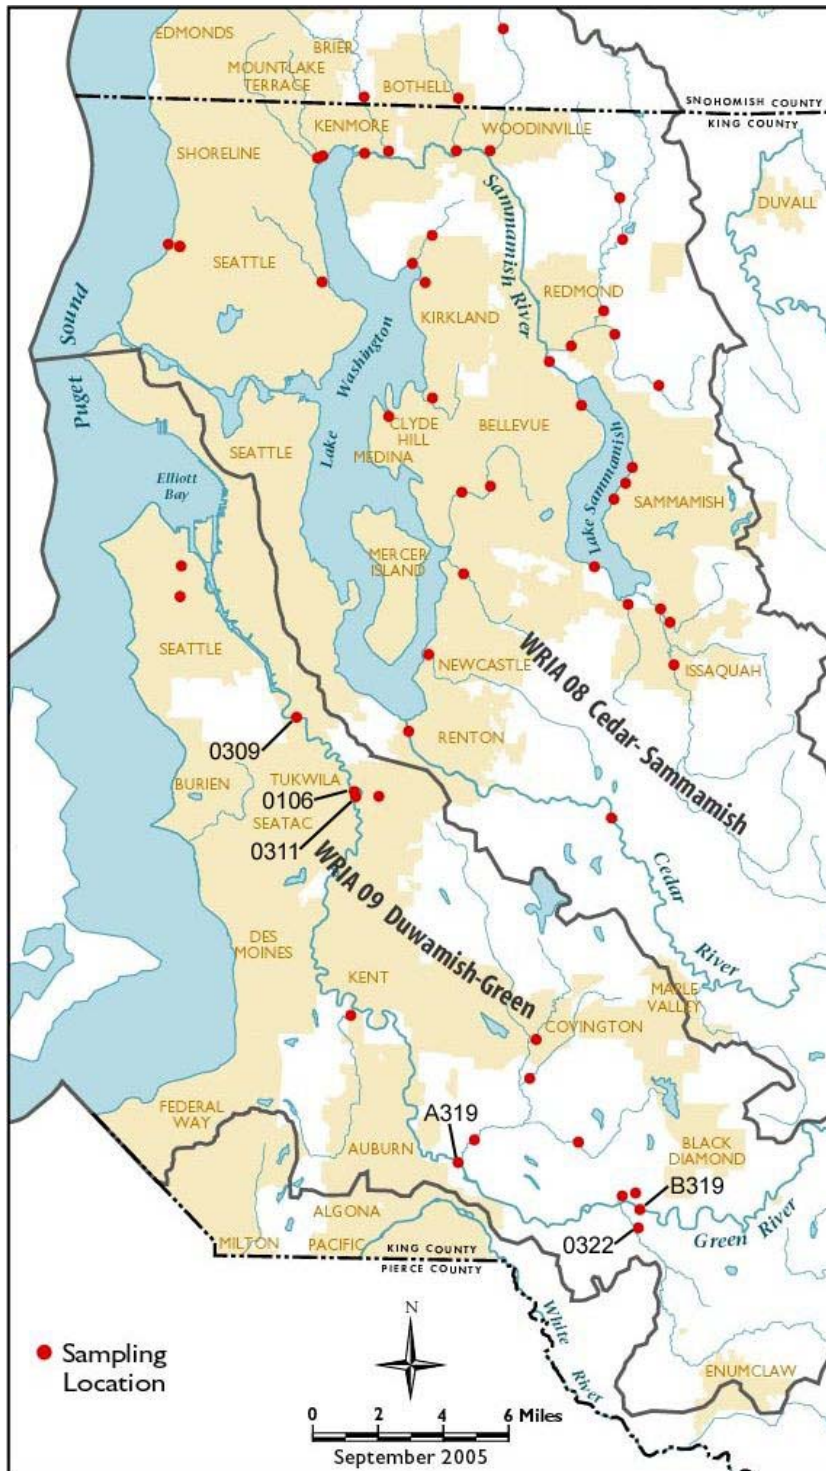 EDMONDS
BRIER
MOUNTLAKE
TERRACE
BOTHELL
SNOHOMISH COUNTY
KING COUNTY
KENMORE
WOODINVILLE
SHORELINE
Sammamish River
DUVALL
SEATTLE
REDMOND
KIRKLAND
Puget Sound
Lake Washington
CLYDE
HILL
BELLEVUE
MEDINA
SEATTLE
Lake Sammamish
SAMMAMISH
Elliott
Bay
MERCER
ISLAND
SEATTLE
NEWCASTLE
ISSAQUAH
WRIA 08 Cedar- Sammamish
0309
RENTON
BURIEN
TUKWILA
0106
SEATAC
0311
WRIA 09 Duwamish-Green
Cedar
River
DES
MOINES
KENT
MAPLE
VALLEY
COVINGTON
FEDERAL
WAY
A319
AUBURN
BLACK
DIAMOND
B319
ALGONA
Green River
0322
MILTON
PACIFIC
KING COUNTY
PIERCE COUNTY
White
River
N
Sampling
Location
ENUMCLAW
0 2 4 6 Miles
September 2005